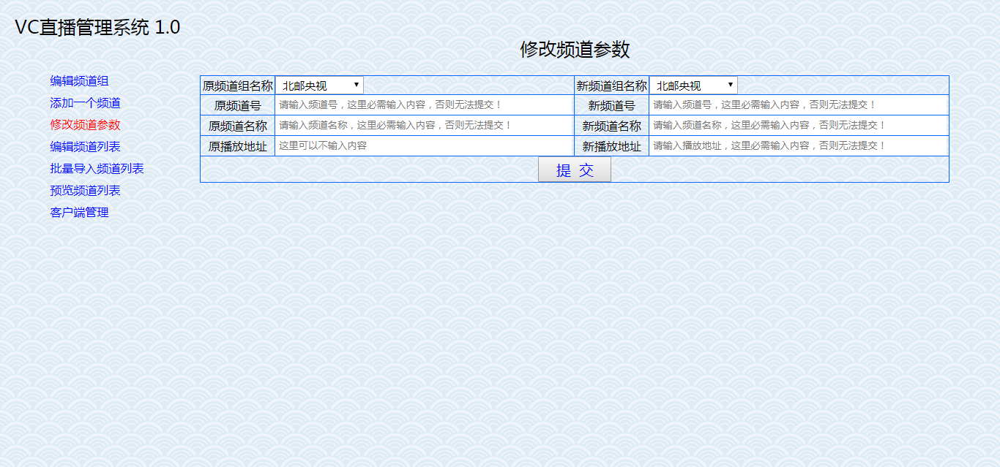 VC直播管理系统 1.0
修改频道参数
编辑频道组
添加一个频道
修改频道参数
编辑频道列表
批量导入频道列表
预览频道列表
客户端管理
原频道组名称 北邮央视 新频道组名称 北邮央视
原频道号 请输入频道号，这里必需输入内容，否则无法提交！ 新频道号 请输入频道号，这里必需输入内容，否则无法提交！
原频道名称 请输入频道名称，这里必需输入内容，否则无法提交！ 新频道名称 请输入频道名称，这里必需输入内容，否则无法提交！
原播放地址 这里可以不输入内容 新播放地址 请输入播放地址，这里必需输入内容，否则无法提交！
提 交